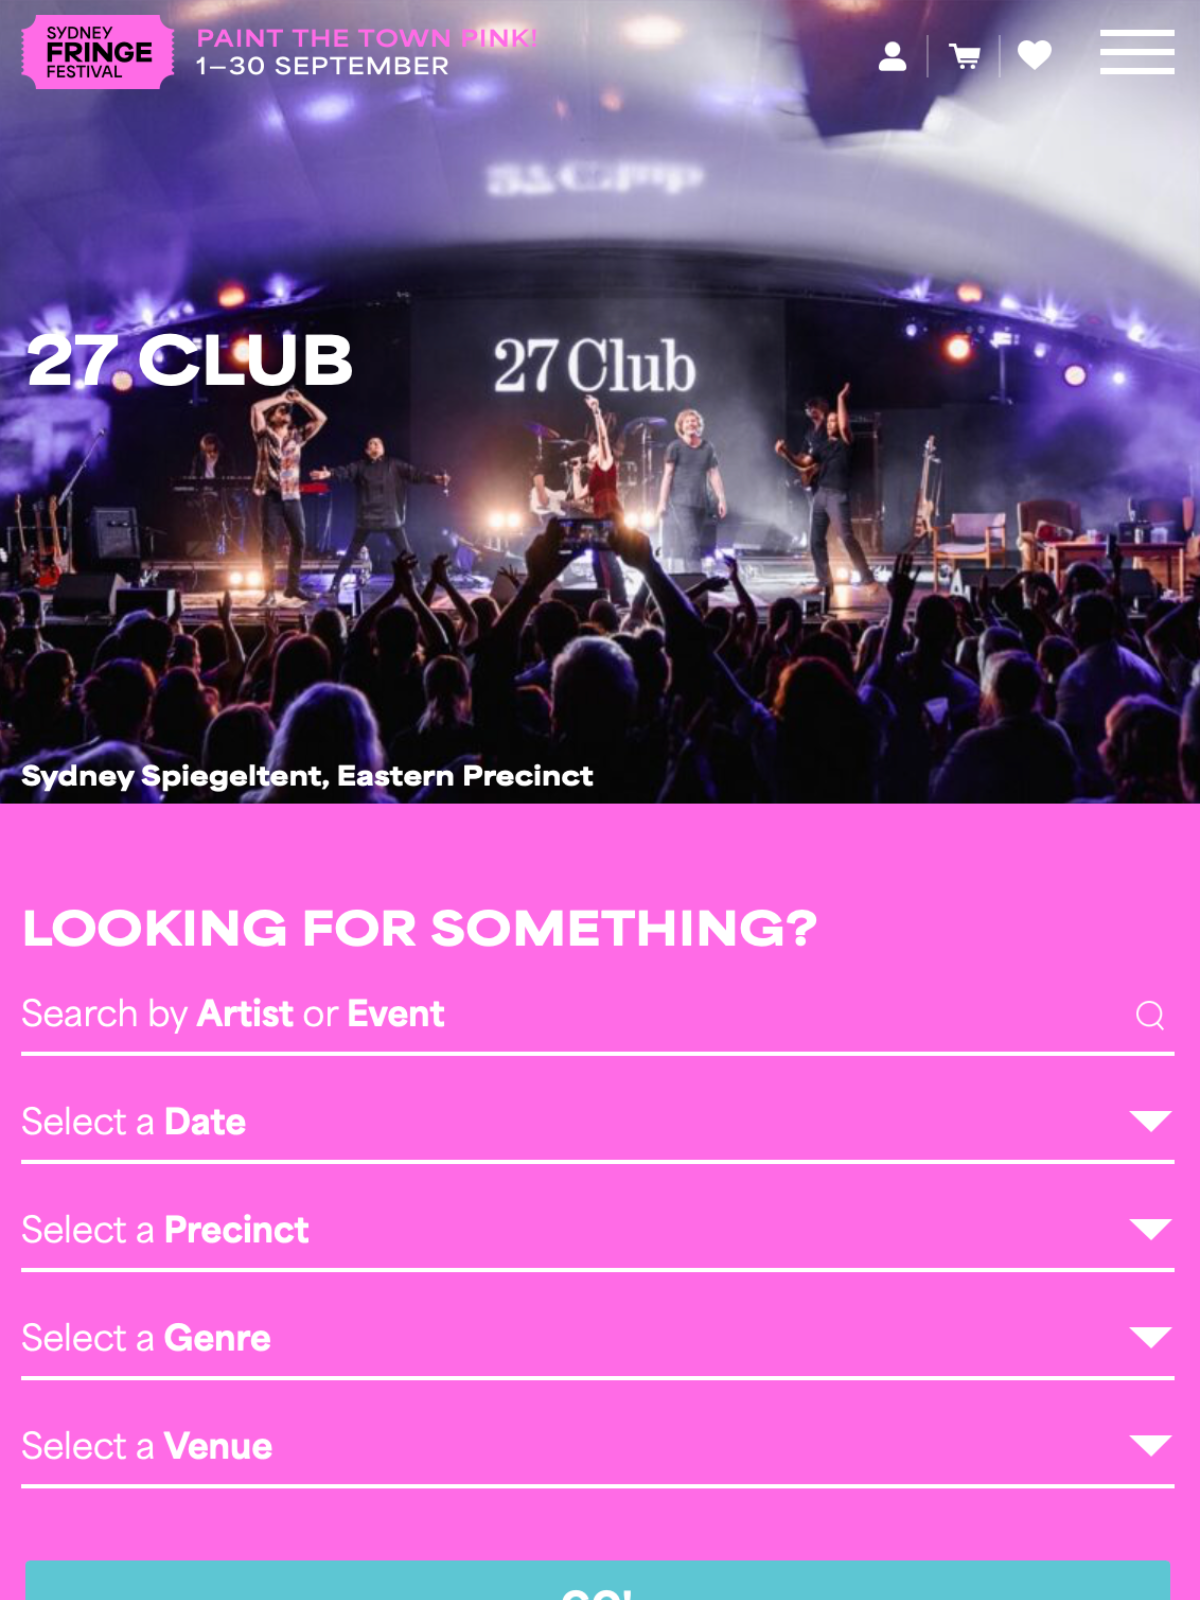 SYDNEY
FRINGE
FESTIVAL
PAINT THE TOWN PINK!
1–30 SEPTEMBER
27 CLUB
27 Club
Sydney Spiegeltent, Eastern Precinct
LOOKING FOR SOMETHING?
Search by Artist or Event
Select a Date
Select a Precinct
Select a Genre
Select a Venue
GO!